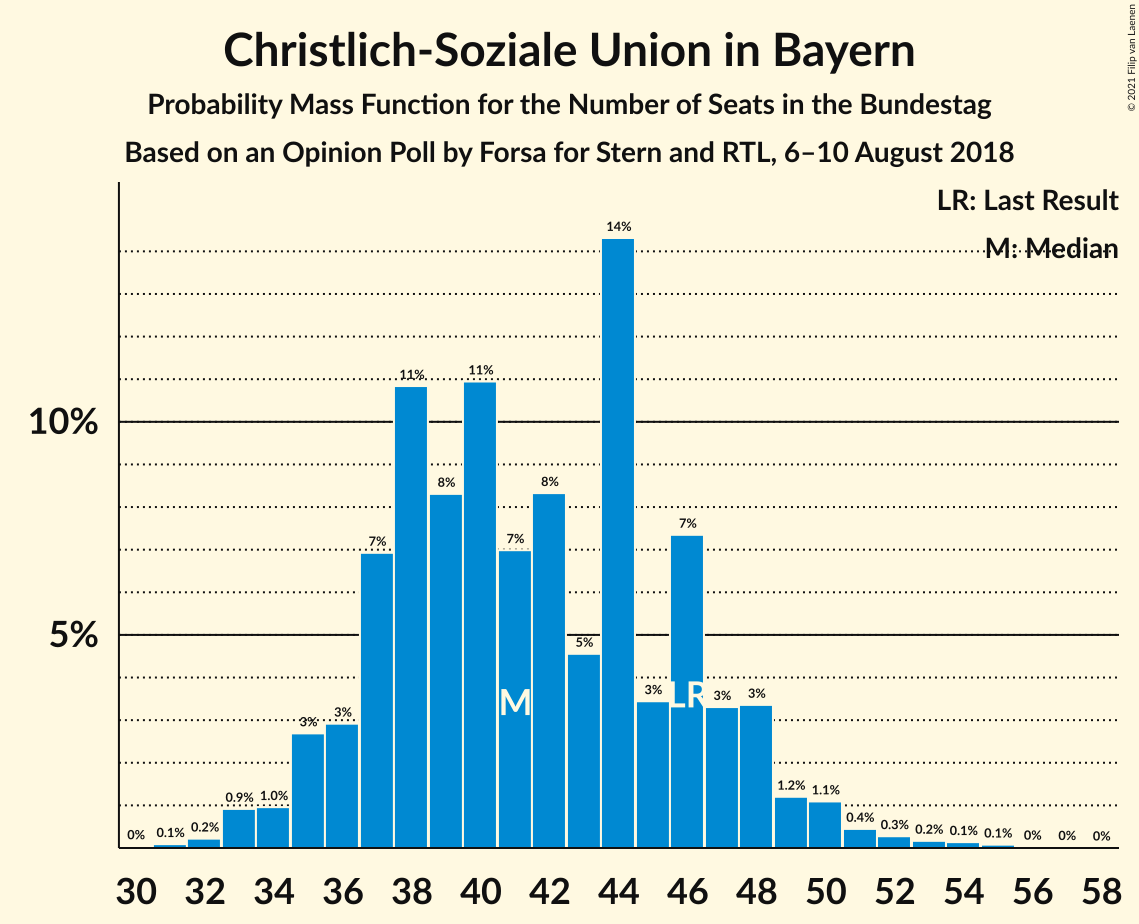 Christlich-Soziale Union in Bayern
Probability Mass Function for the Number of Seats in the Bundestag
Based on an Opinion Poll by Forsa for Stern and RTL, 6–10 August 2018
© 2021 Filip van Laenen
LR: Last Result
M: Median
10%
5%
0% 0.1% 0.2% 0.9% 1.0% 3% 3% 7% 11% 8% 11% 7% 8% 5% 14% 3% 7% 3% 3% 1.2% 1.1% 0.4% 0.3% 0.2% 0.1% 0.1% 0% 0% 0%
M LR
30 32 34 36 38 40 42 44 46 48 50 52 54 56 58